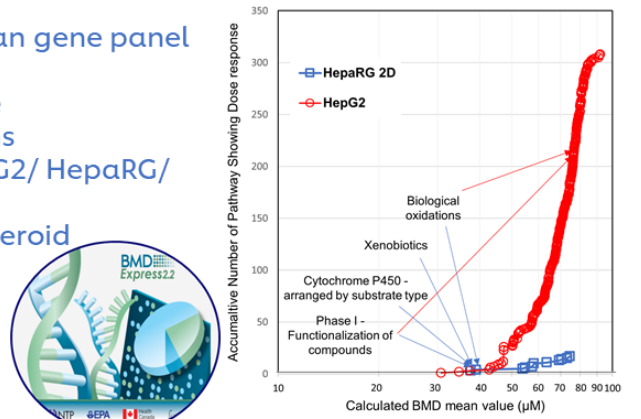 an gene panel
G2/ HepaRG/
eroid
BMD
Express2.2
NTP
EPA
Health
Canada
Accumaltive Number of Pathway Showing Dose response
350
300
250
200
150
100
50
0
HepaRG 2D
HepG2
Biological
oxidations
Xenobiotics
Cytochrome P450 -
arranged by substrate type
Phase I -
Functionalization of
compounds
10 20 30 40 50 60 70 80 90 100
Calculated BMD mean value (µM)